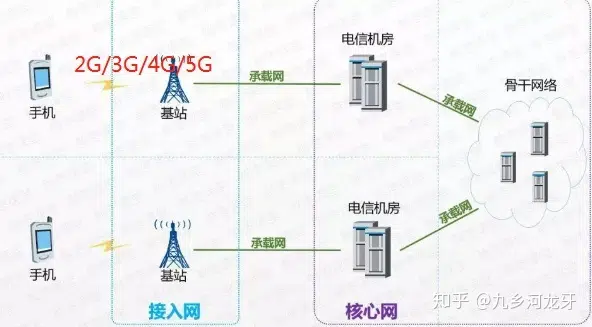 2G/3G/4G/5G
电信机房
承载网
骨干网络
手机
基站
承载网
电信机房
承载网
承载网
手机
基站
接入网
核心网
知乎 @九乡河龙牙